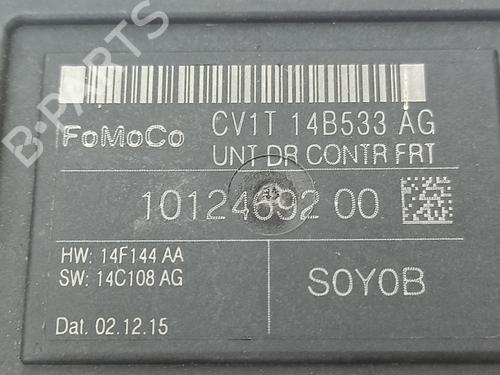 B-PARTS
FoMoCo
CV1T 14B533 AG
UNT DR CONTR FRT
10124692 00
HW: 14F144 AA
SW: 14C108 AG
S0Y0B
Dat. 02.12.15